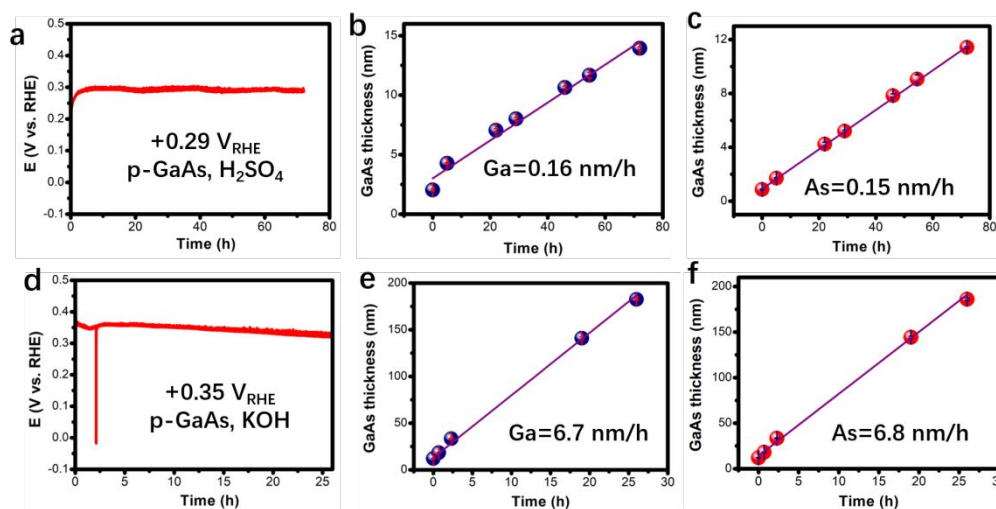 a
E (V vs. RHE)
0.5
0.4
0.3
0.2
0.1
0.0
-0.1
+0.29 V_RHE
p-GaAs, H₂SO₄
0 20 40 60 80
Time (h)
b
GaAs thickness (nm)
15
10
5
0
Ga=0.16 nm/h
0 20 40 60 80
Time (h)
c
GaAs thickness (nm)
12
8
4
0
As=0.15 nm/h
0 20 40 60 80
Time (h)
d
E (V vs. RHE)
0.5
0.4
0.3
0.2
0.1
0.0
-0.1
+0.35 V_RHE
p-GaAs, KOH
0 5 10 15 20 25
Time (h)
e
GaAs thickness (nm)
200
150
100
50
0
Ga=6.7 nm/h
0 5 10 15 20 25 30
Time (h)
f
GaAs thickness (nm)
200
150
100
50
0
As=6.8 nm/h
0 5 10 15 20 25 30
Time (h)